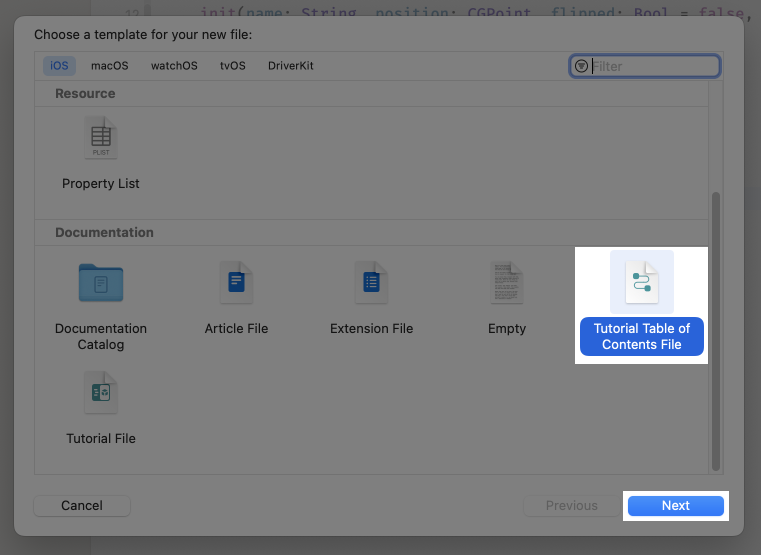 13
init(name: String, position: CGPoint, flipped: Bool = false,
Choose a template for your new file:
iOS macOS watchOS tvOS DriverKit Filter
Resource
PLIST
Property List
Documentation
Documentation Catalog
Article File
Extension File
Empty
Tutorial Table of
Contents File
Tutorial File
Cancel Previous Next